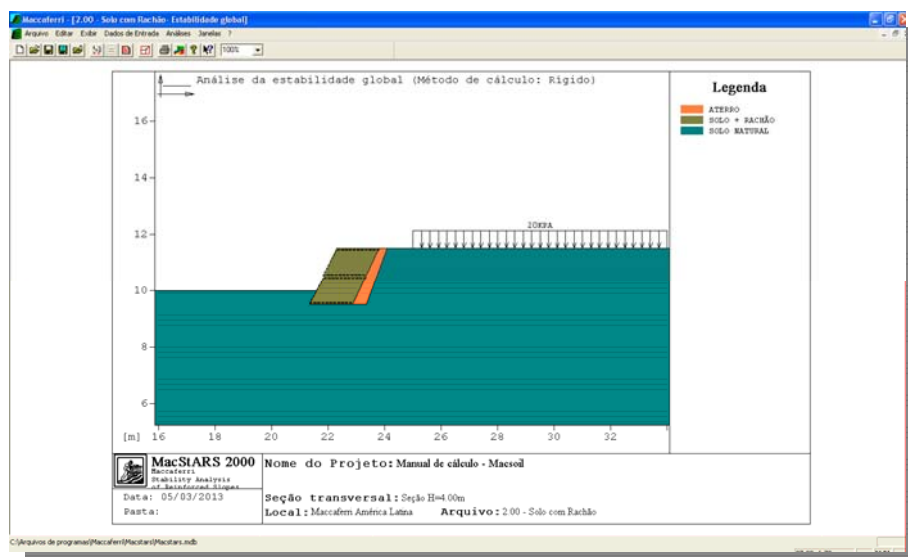 Maccaferri - [2.00 - Solo com Rachão- Estabilidade global]
Arquivo Editar Exibir Dados de Entrada Análises Janelas ?
100%
Análise da estabilidade global (Método de cálculo: Rígido)
Legenda
ATERRO
SOLO + RACHÃO
SOLO NATURAL
16
14
12
20KPA
10
8
6
[m] 16 18 20 22 24 26 28 30 32
MacStARS 2000
Maccaferri
Stability Analysis
of Reinforced Slopes
Nome do Projeto: Manual de cálculo - Macsoil
Data: 05/03/2013
Seção transversal: Seção H=4.00m
Pasta:
Local: Maccaferri América Latina Arquivo: 2.00 - Solo com Rachão
C:\Arquivos de programas\Maccaferri\Macstars\Macstars.mdb